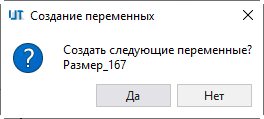 Создание переменных
Создать следующие переменные?
Размер_167
Да
Нет